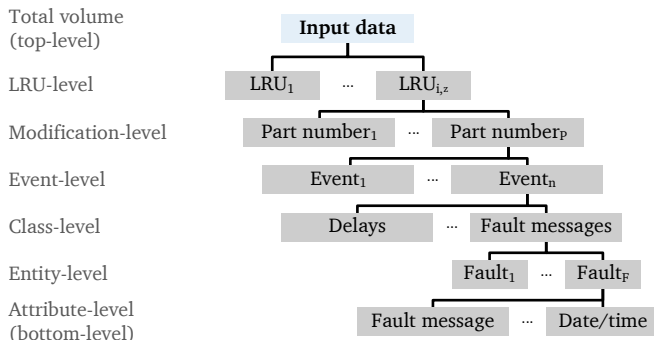 Total volume
(top-level)
Input data
LRU-level
LRU₁ ... LRUᵢ,z
Modification-level
Part number₁ ... Part numberP
Event-level
Event₁ ... Eventₙ
Class-level
Delays ... Fault messages
Entity-level
Fault₁ ... FaultF
Attribute-level
(bottom-level)
Fault message ... Date/time